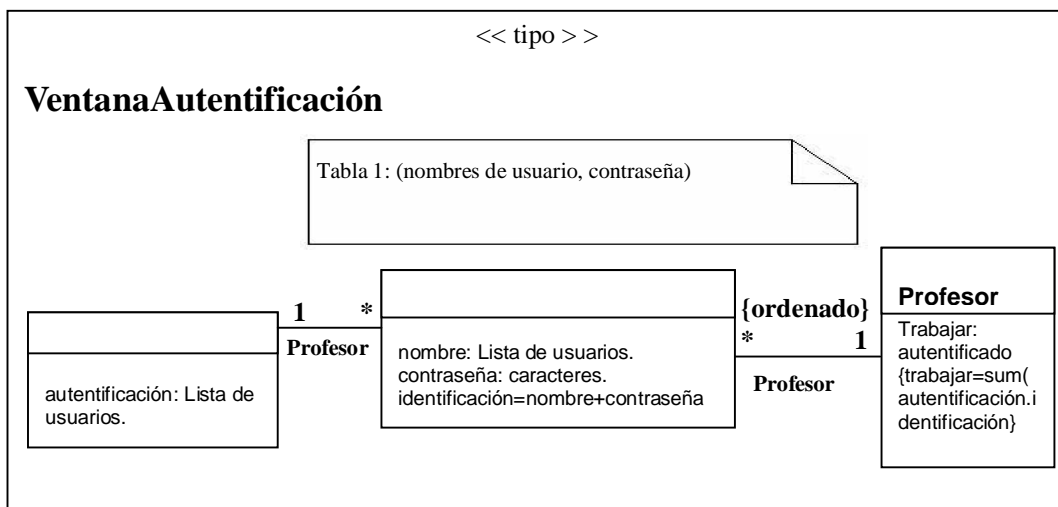 << tipo > >
VentanaAutentificación
Tabla 1: (nombres de usuario, contraseña)
1 *
Profesor
autentificación: Lista de
usuarios.
nombre: Lista de usuarios.
contraseña: caracteres.
identificación=nombre+contraseña
{ordenado}
* 1
Profesor
Profesor
Trabajar:
autentificado
{trabajar=sum(
autentificación.i
dentificación}